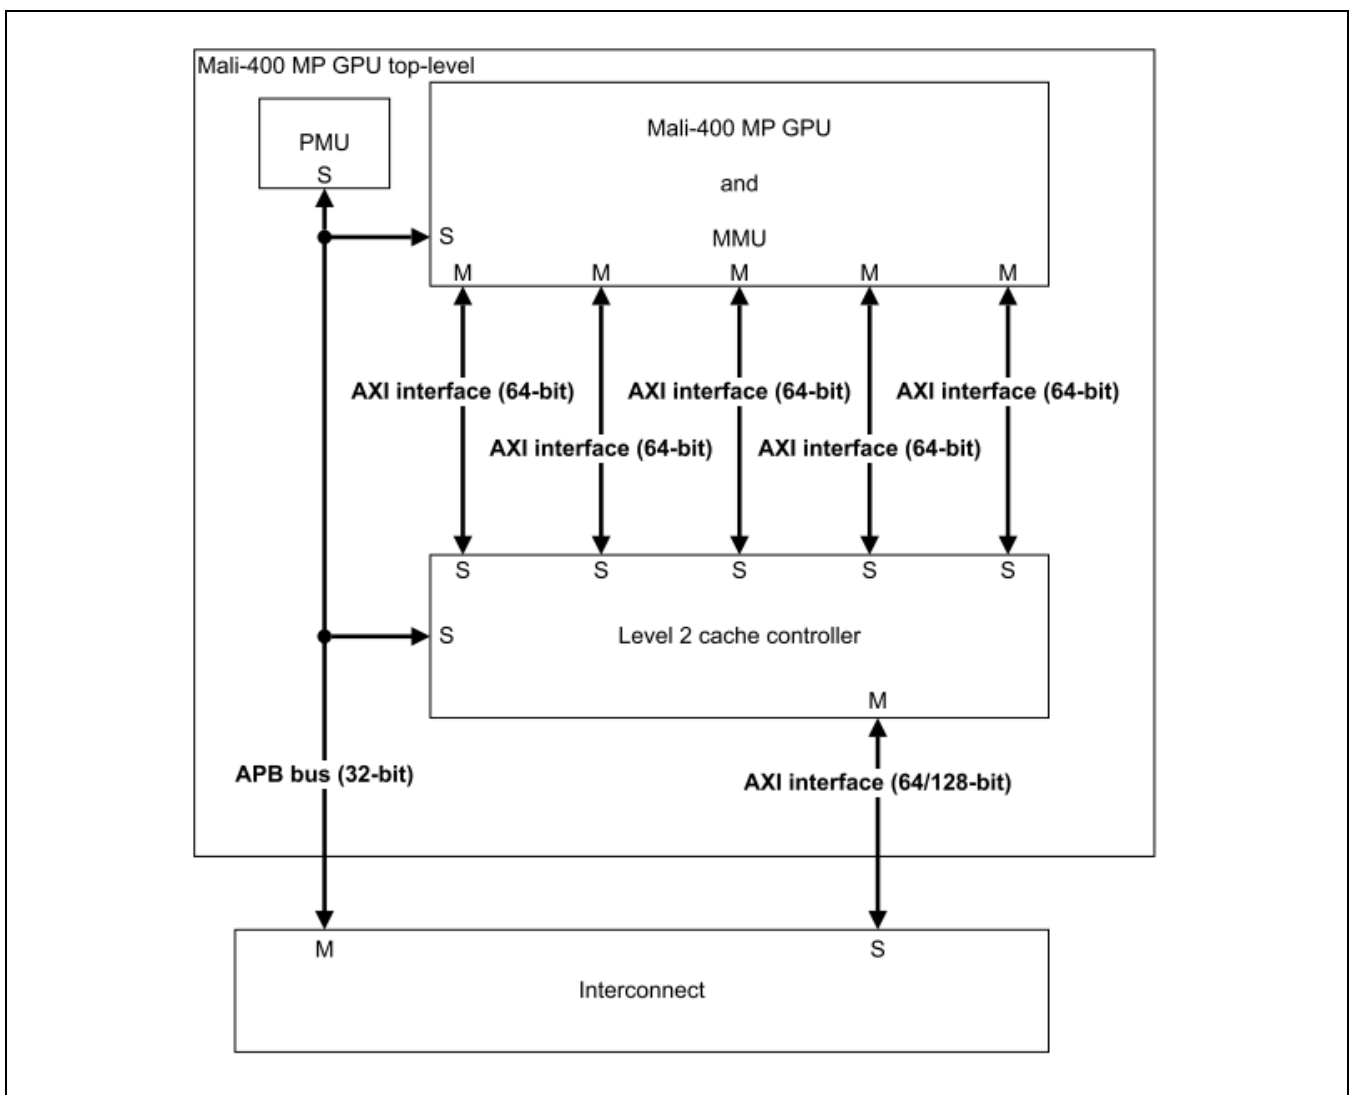 Mali-400 MP GPU top-level
PMU
S
Mali-400 MP GPU
and
MMU
S
M M M M M
AXI interface (64-bit) AXI interface (64-bit) AXI interface (64-bit)
AXI interface (64-bit) AXI interface (64-bit)
S S S S S
S
Level 2 cache controller
M
APB bus (32-bit)
AXI interface (64/128-bit)
M S
Interconnect